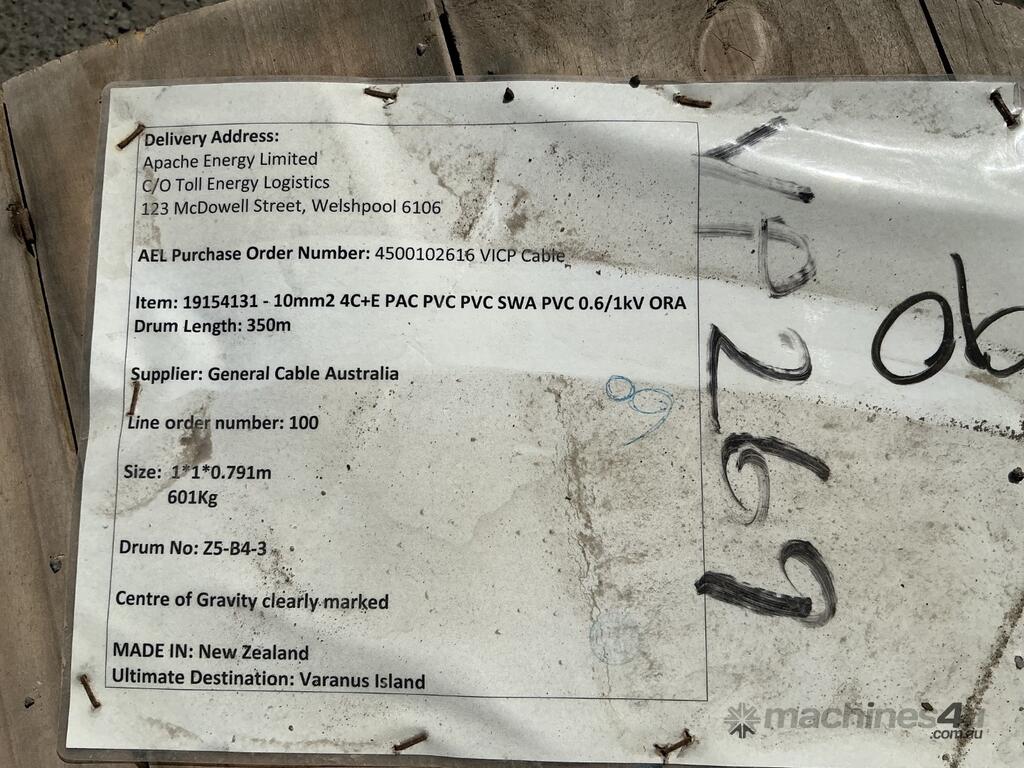 Delivery Address:
Apache Energy Limited
C/O Toll Energy Logistics
123 McDowell Street, Welshpool 6106
AEL Purchase Order Number: 4500102616 VICP Cable
Item: 19154131 - 10mm2 4C+E PAC PVC PVC SWA PVC 0.6/1kV ORA
Drum Length: 350m
Supplier: General Cable Australia
Line order number: 100
Size: 1*1*0.791m
601Kg
Drum No: Z5-B4-3
Centre of Gravity clearly marked
MADE IN: New Zealand
Ultimate Destination: Varanus Island
machines4u
.com.au